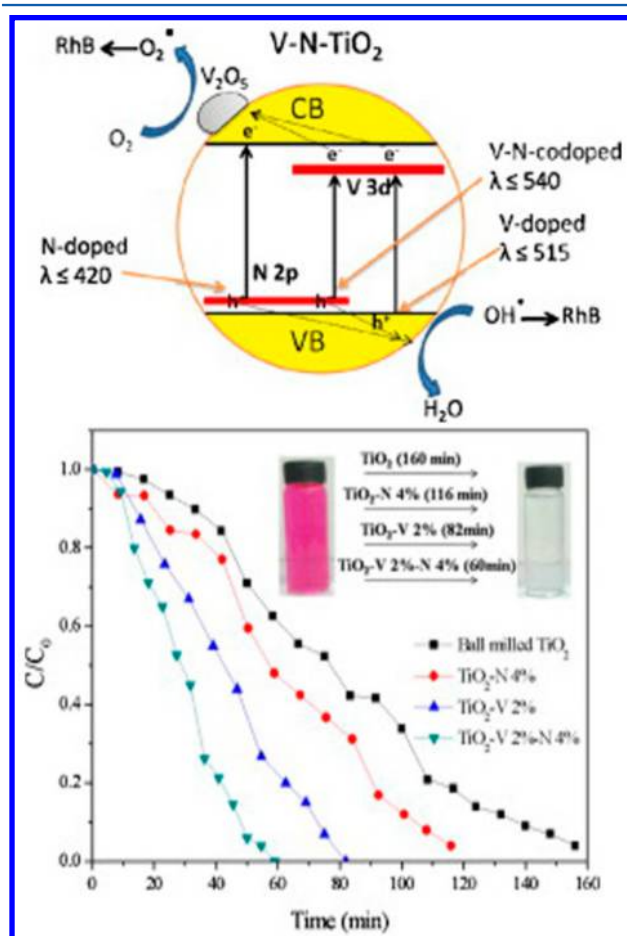 V-N-TiO₂
RhB ← O₂•
V₂O₅
O₂
CB
e⁻
e⁻ e⁻
V 3d
V-N-codoped
λ ≤ 540
V-doped
λ ≤ 515
N-doped
λ ≤ 420
N 2p
h⁺ h⁺
h⁺
VB
OH• → RhB
H₂O
TiO₂ (160 min)
TiO₂-N 4% (116 min)
TiO₂-V 2% (82min)
TiO₂-V 2%-N 4% (60min)
Ball milled TiO₂
TiO₂-N 4%
TiO₂-V 2%
TiO₂-V 2%-N 4%
C/C₀
1.0
0.8
0.6
0.4
0.2
0.0
0 20 40 60 80 100 120 140 160
Time (min)